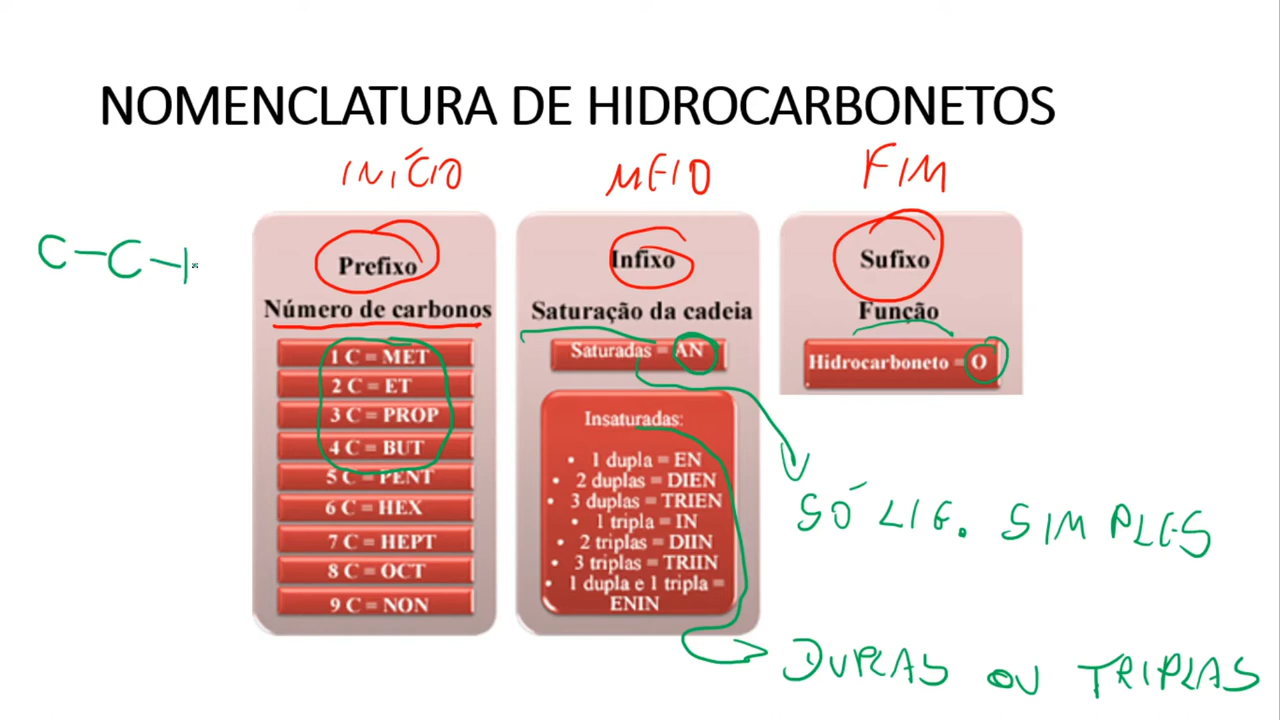 NOMENCLATURA DE HIDROCARBONETOS
INÍCIO
MEIO
FIM
C-C-
Prefixo
Número de carbonos
1 C = MET
2 C = ET
3 C = PROP
4 C = BUT
5 C = PENT
6 C = HEX
7 C = HEPT
8 C = OCT
9 C = NON
Infixo
Saturação da cadeia
Saturadas = AN
Insaturadas:
• 1 dupla = EN
• 2 duplas = DIEN
• 3 duplas = TRIEN
• 1 tripla = IN
• 2 triplas = DIIN
• 3 triplas = TRIIN
• 1 dupla e 1 tripla =
ENIN
Sufixo
Função
Hidrocarboneto = O
SÓ LIG. SIMPLES
DUPLAS OU TRIPLAS